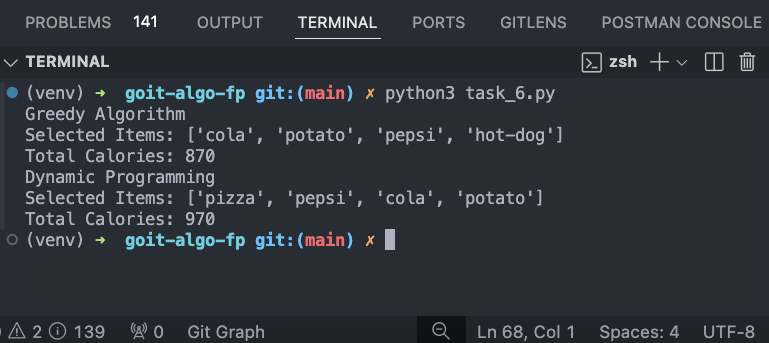 PROBLEMS 141 OUTPUT TERMINAL PORTS GITLENS POSTMAN CONSOLE
TERMINAL zsh
(venv) → goit-algo-fp git:(main) ✗ python3 task_6.py
Greedy Algorithm
Selected Items: ['cola', 'potato', 'pepsi', 'hot-dog']
Total Calories: 870
Dynamic Programming
Selected Items: ['pizza', 'pepsi', 'cola', 'potato']
Total Calories: 970
(venv) → goit-algo-fp git:(main) ✗
2 139 0 Git Graph Ln 68, Col 1 Spaces: 4 UTF-8